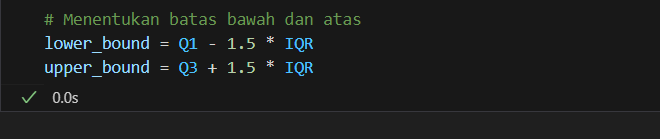 # Menentukan batas bawah dan atas
lower_bound = Q1 - 1.5 * IQR
upper_bound = Q3 + 1.5 * IQR
✓ 0.0s